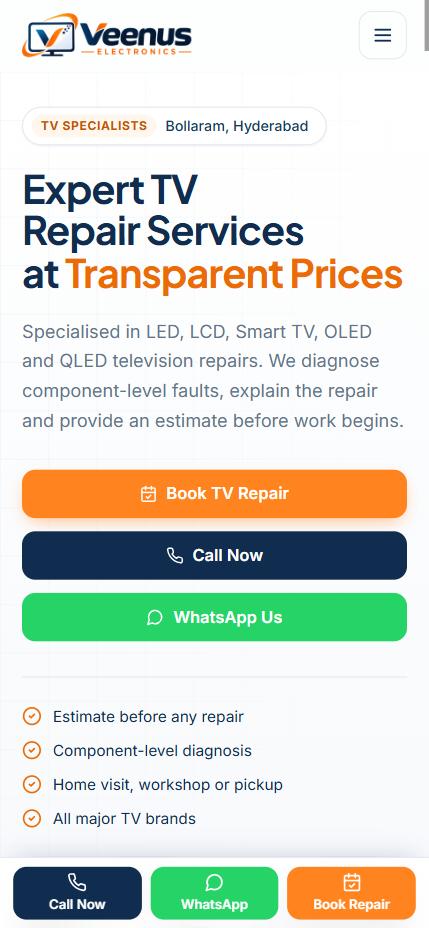 Veenus
ELECTRONICS
TV SPECIALISTS Bollaram, Hyderabad
Expert TV
Repair Services
at Transparent Prices
Specialised in LED, LCD, Smart TV, OLED
and QLED television repairs. We diagnose
component-level faults, explain the repair
and provide an estimate before work begins.
Book TV Repair
Call Now
WhatsApp Us
Estimate before any repair
Component-level diagnosis
Home visit, workshop or pickup
All major TV brands
Call Now WhatsApp Book Repair